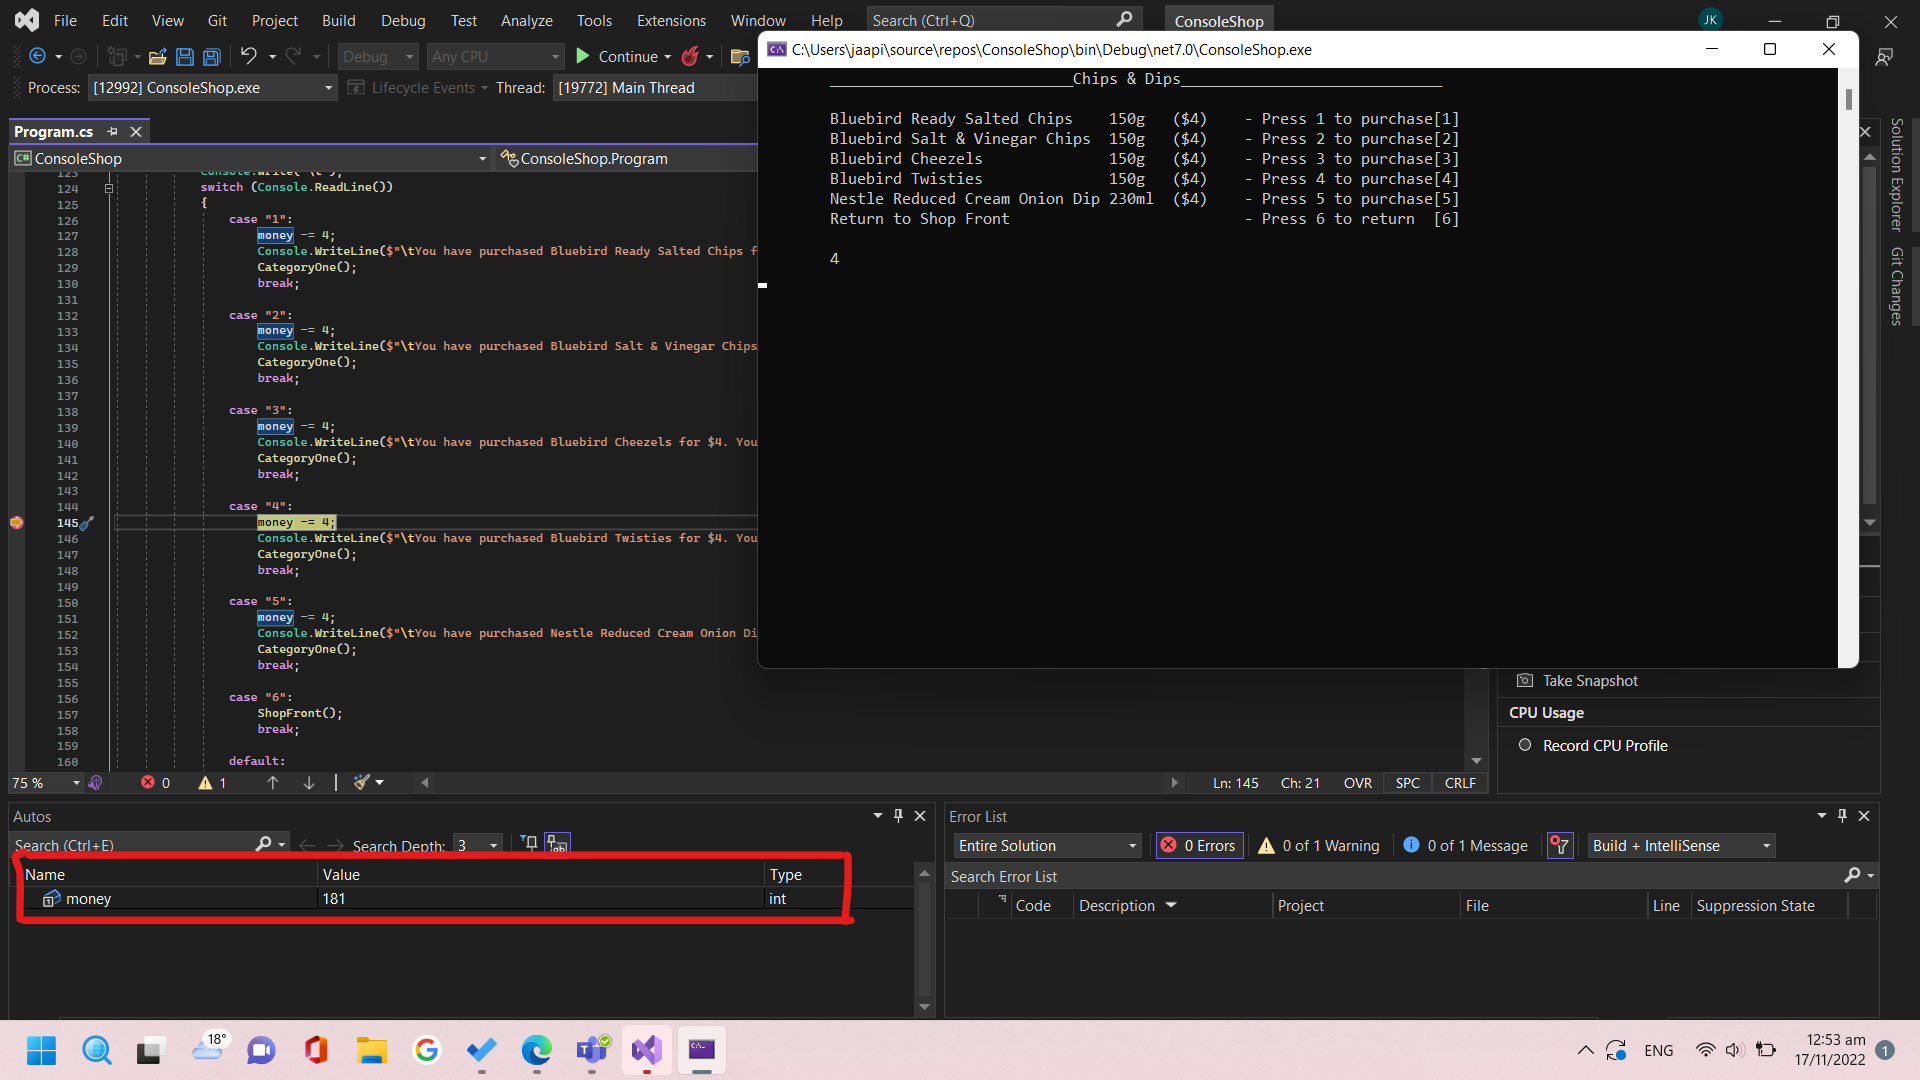 File Edit View Git Project Build Debug Test Analyze Tools Extensions Window Help Search (Ctrl+Q) ConsoleShop JK
Debug Any CPU Continue
Process: [12992] ConsoleShop.exe Lifecycle Events Thread: [19772] Main Thread
Program.cs
ConsoleShop ConsoleShop.Program
C:\Users\jaapi\source\repos\ConsoleShop\bin\Debug\net7.0\ConsoleShop.exe
___________________________Chips & Dips_____________________________
Bluebird Ready Salted Chips 150g ($4) - Press 1 to purchase[1]
Bluebird Salt & Vinegar Chips 150g ($4) - Press 2 to purchase[2]
Bluebird Cheezels 150g ($4) - Press 3 to purchase[3]
Bluebird Twisties 150g ($4) - Press 4 to purchase[4]
Nestle Reduced Cream Onion Dip 230ml ($4) - Press 5 to purchase[5]
Return to Shop Front - Press 6 to return [6]
4
123 Console.Write("\t");
124 switch (Console.ReadLine())
125 {
126 case "1":
127 money -= 4;
128 Console.WriteLine($"\tYou have purchased Bluebird Ready Salted Chips f
129 CategoryOne();
130 break;
131
132 case "2":
133 money -= 4;
134 Console.WriteLine($"\tYou have purchased Bluebird Salt & Vinegar Chips
135 CategoryOne();
136 break;
137
138 case "3":
139 money -= 4;
140 Console.WriteLine($"\tYou have purchased Bluebird Cheezels for $4. You
141 CategoryOne();
142 break;
143
144 case "4":
145 money -= 4;
146 Console.WriteLine($"\tYou have purchased Bluebird Twisties for $4. You
147 CategoryOne();
148 break;
149
150 case "5":
151 money -= 4;
152 Console.WriteLine($"\tYou have purchased Nestle Reduced Cream Onion Di
153 CategoryOne();
154 break;
155
156 case "6":
157 ShopFront();
158 break;
159
160 default:
Solution Explorer
Git Changes
Take Snapshot
CPU Usage
Record CPU Profile
75 % 0 1 Ln: 145 Ch: 21 OVR SPC CRLF
Autos
Search (Ctrl+E) Search Depth: 3
Name Value Type
money 181 int
Error List
Entire Solution 0 Errors 0 of 1 Warning 0 of 1 Message Build + IntelliSense
Search Error List
Code Description Project File Line Suppression State
18°
ENG
12:53 am
17/11/2022
1